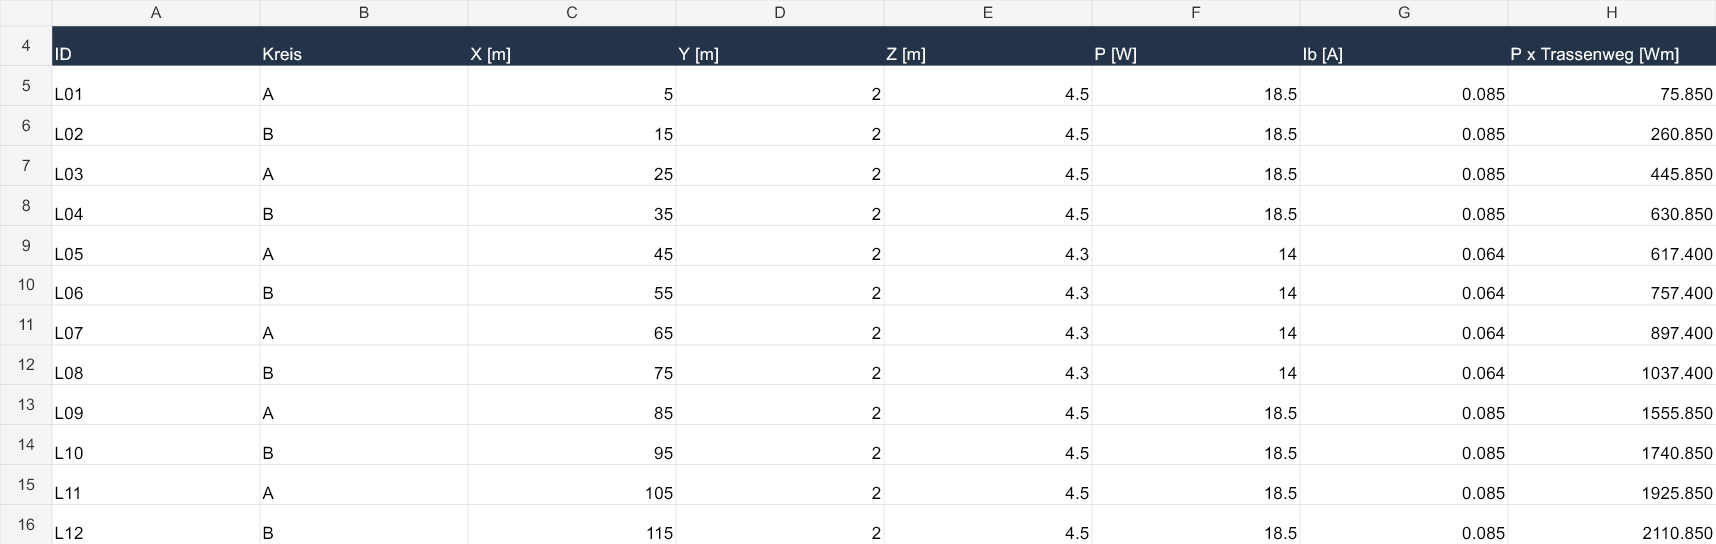 A B C D E F G H
4 ID Kreis X [m] Y [m] Z [m] P [W] Ib [A] P x Trassenweg [Wm]
5 L01 A 5 2 4.5 18.5 0.085 75.850
6 L02 B 15 2 4.5 18.5 0.085 260.850
7 L03 A 25 2 4.5 18.5 0.085 445.850
8 L04 B 35 2 4.5 18.5 0.085 630.850
9 L05 A 45 2 4.3 14 0.064 617.400
10 L06 B 55 2 4.3 14 0.064 757.400
11 L07 A 65 2 4.3 14 0.064 897.400
12 L08 B 75 2 4.3 14 0.064 1037.400
13 L09 A 85 2 4.5 18.5 0.085 1555.850
14 L10 B 95 2 4.5 18.5 0.085 1740.850
15 L11 A 105 2 4.5 18.5 0.085 1925.850
16 L12 B 115 2 4.5 18.5 0.085 2110.850